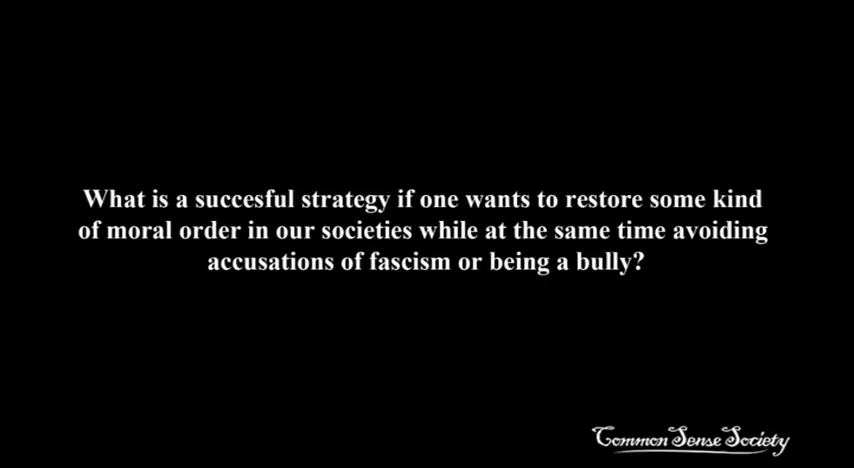 What is a succesful strategy if one wants to restore some kind
of moral order in our societies while at the same time avoiding
accusations of fascism or being a bully?
Common Sense Society